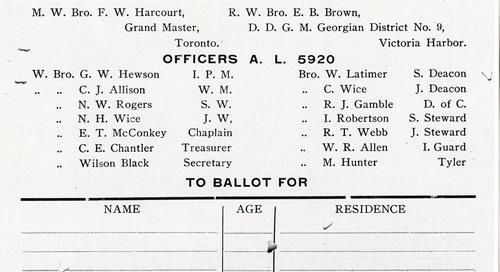 M. W. Bro. F. W. Harcourt, R. W. Bro. E. B. Brown,
Grand Master, D. D. G. M. Georgian District No. 9,
Toronto. Victoria Harbor.
OFFICERS A. L. 5920
W. Bro. G. W. Hewson I. P. M. Bro. W. Latimer S. Deacon
„ „ C. J. Allison W. M. „ C. Wice J. Deacon
„ N. W. Rogers S. W. „ R. J. Gamble D. of C.
„ N. H. Wice J. W, „ I. Robertson S. Steward
„ E. T. McConkey Chaplain „ R. T. Webb J. Steward
„ C. E. Chantler Treasurer „ W. R. Allen I. Guard
„ Wilson Black Secretary „ M. Hunter Tyler
TO BALLOT FOR
NAME AGE RESIDENCE